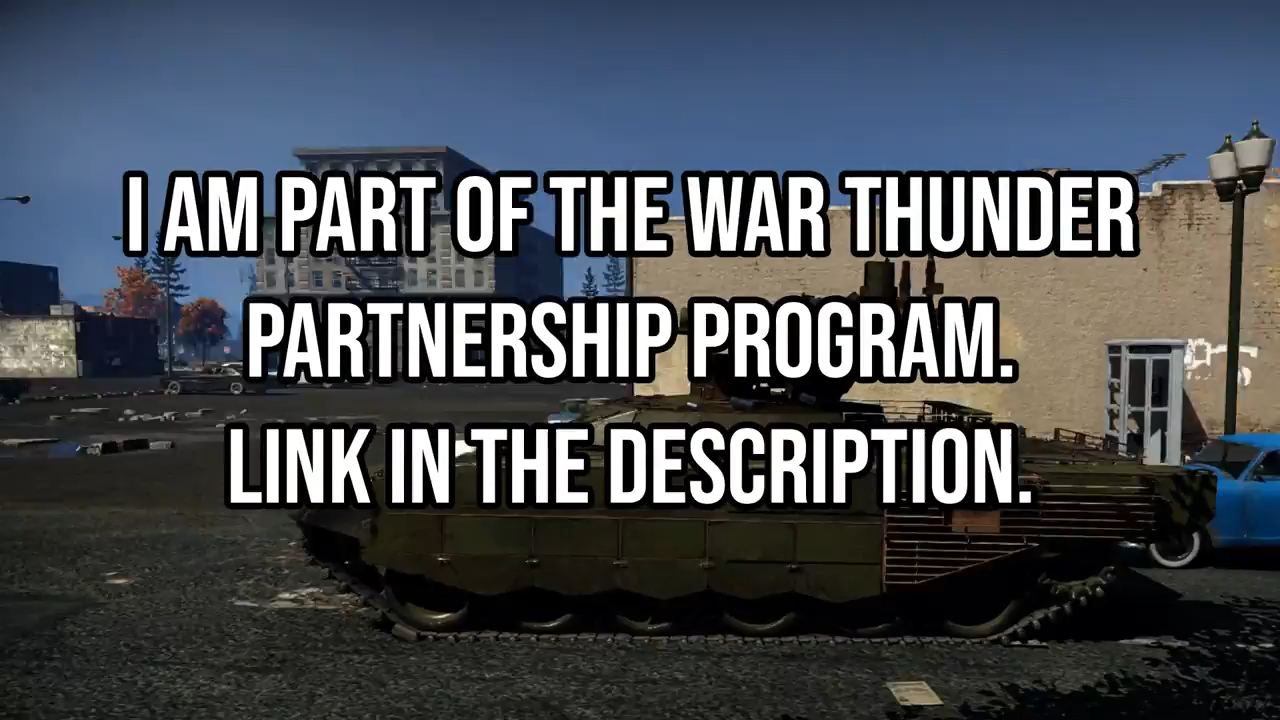 I AM PART OF THE WAR THUNDER
PARTNERSHIP PROGRAM.
LINK IN THE DESCRIPTION.